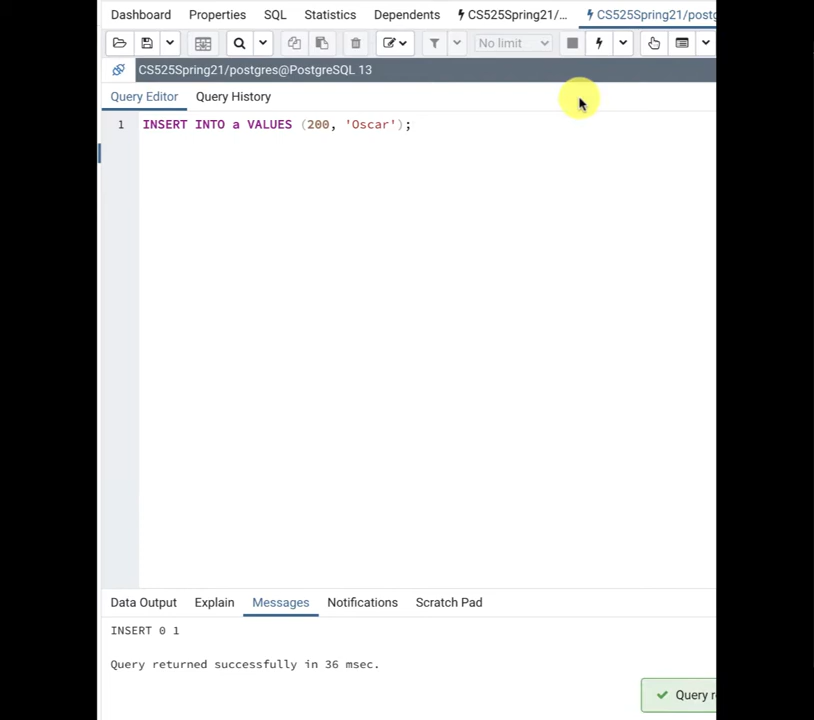 Dashboard Properties SQL Statistics Dependents CS525Spring21/... CS525Spring21/postg
No limit
CS525Spring21/postgres@PostgreSQL 13
Query Editor Query History
1 INSERT INTO a VALUES (200, 'Oscar');
Data Output Explain Messages Notifications Scratch Pad
INSERT 0 1
Query returned successfully in 36 msec.
Query r